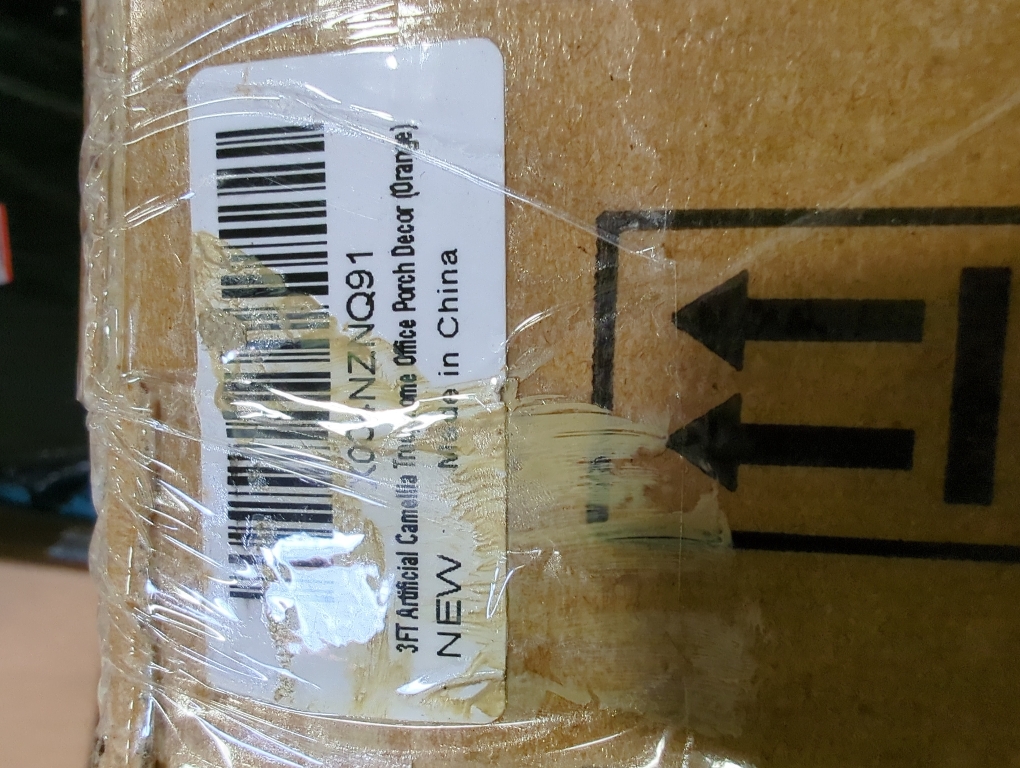 NZNQ91
3FT Artificial Camellia Office Porch Decor (Orange)
NEW Made in China